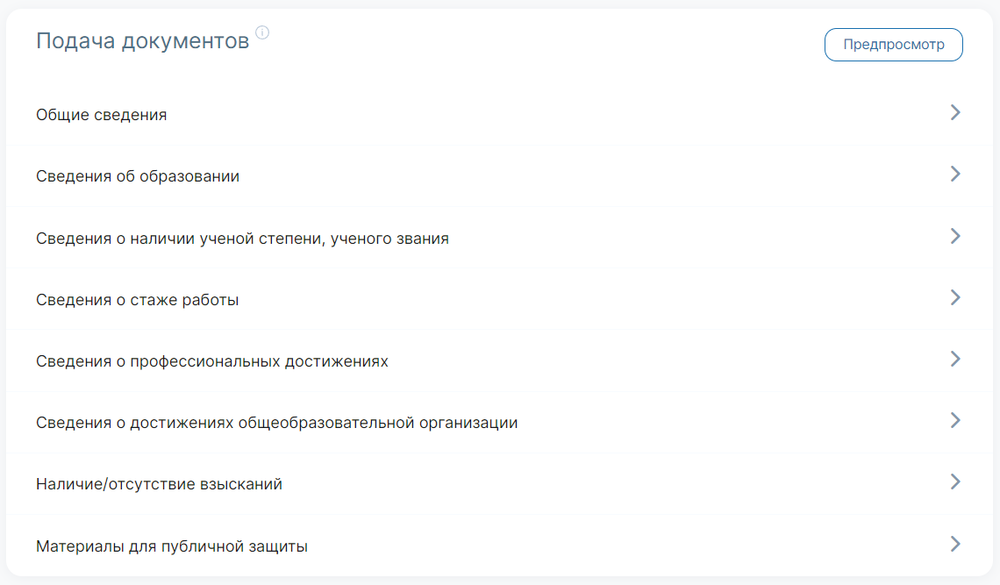 Подача документов
Предпросмотр
Общие сведения
Сведения об образовании
Сведения о наличии ученой степени, ученого звания
Сведения о стаже работы
Сведения о профессиональных достижениях
Сведения о достижениях общеобразовательной организации
Наличие/отсутствие взысканий
Материалы для публичной защиты